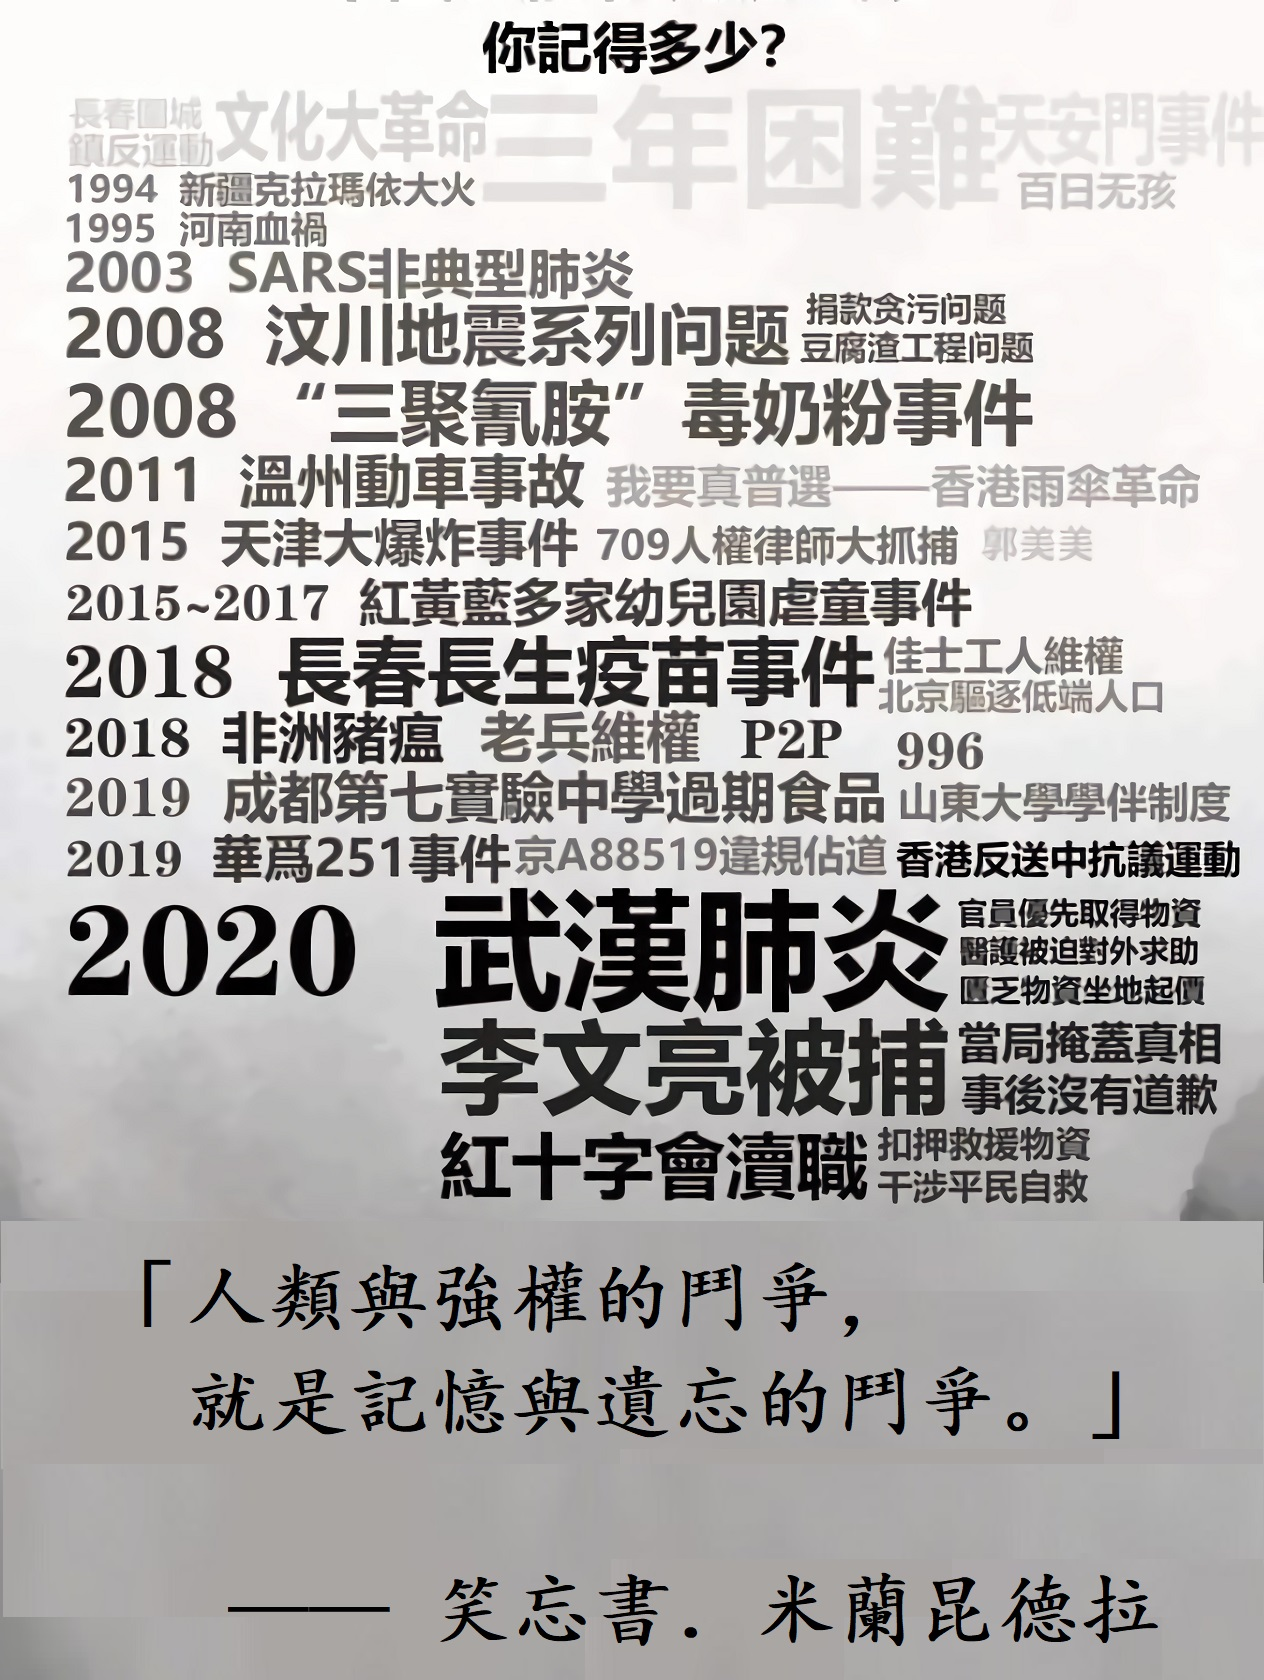 你記得多少?
長春圍城
鎮反運動
文化大革命
三年困難
天安門事件
百日无孩
1994 新疆克拉瑪依大火
1995 河南血禍
2003 SARS非典型肺炎
2008 汶川地震系列问题
捐款贪污问题
豆腐渣工程问题
2008 “三聚氰胺”毒奶粉事件
2011 溫州動車事故 我要真普選——香港雨傘革命
2015 天津大爆炸事件 709人權律師大抓捕 郭美美
2015~2017 紅黃藍多家幼兒園虐童事件
2018 長春長生疫苗事件
佳士工人維權
北京驅逐低端人口
2018 非洲豬瘟 老兵維權 P2P 996
2019 成都第七實驗中學過期食品 山東大學學伴制度
2019 華爲251事件 京A88519違規佔道 香港反送中抗議運動
2020 武漢肺炎
官員優先取得物資
醫護被迫對外求助
匱乏物資坐地起價
李文亮被捕
當局掩蓋真相
事後沒有道歉
紅十字會瀆職
扣押救援物資
干涉平民自救
「人類與強權的鬥爭，
就是記憶與遺忘的鬥爭。」
—— 笑忘書．米蘭昆德拉